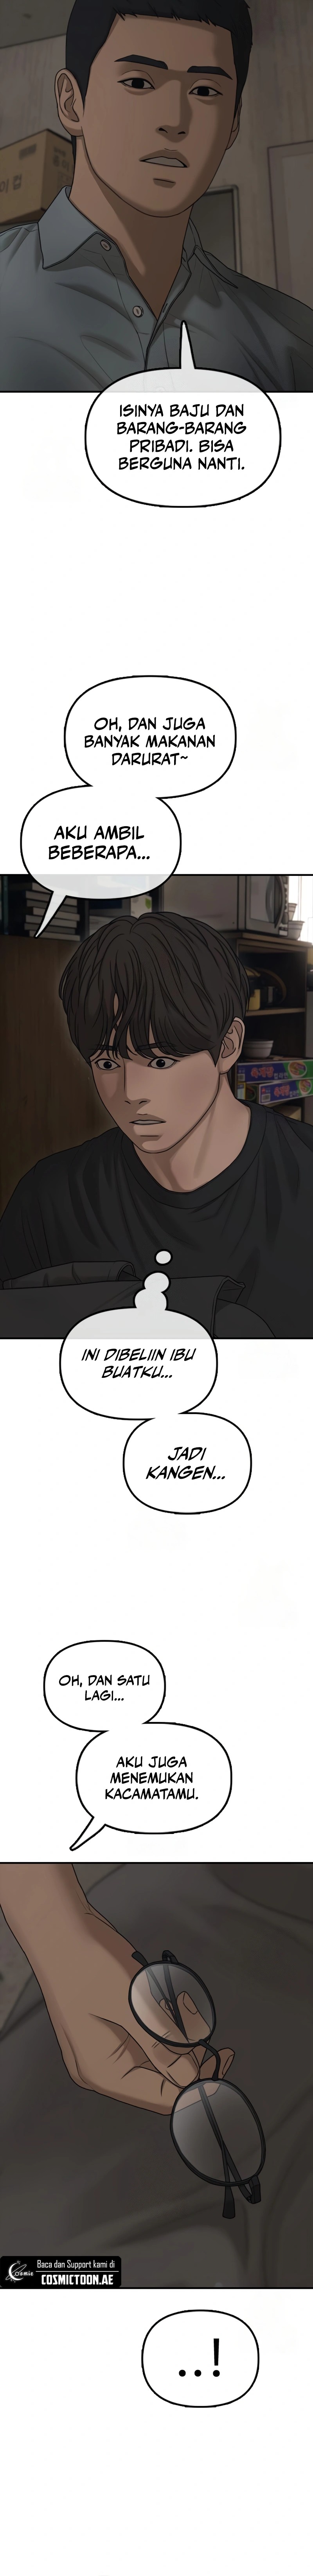 ISINYA BAJU DAN
BARANG-BARANG
PRIBADI. BISA
BERGUNA NANTI.
OH, DAN JUGA
BANYAK MAKANAN
DARURAT~
AKU AMBIL
BEBERAPA...
INI DIBELIIN IBU
BUATKU...
JADI
KANGEN...
OH, DAN SATU
LAGI...
AKU JUGA
MENEMUKAN
KACAMATAMU.
Baca dan Support kami di
COSMICTOON.AE
..!